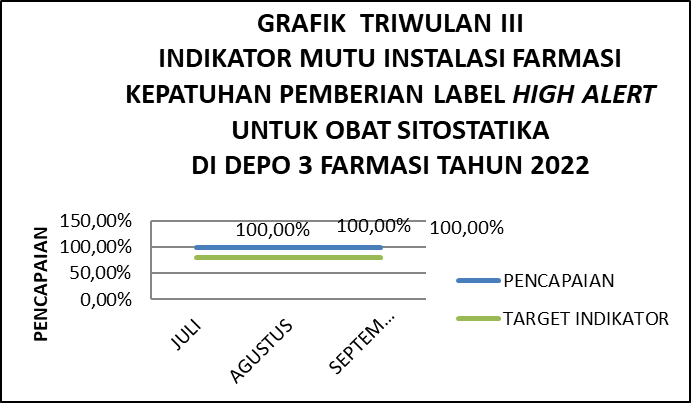 GRAFIK TRIWULAN III
INDIKATOR MUTU INSTALASI FARMASI
KEPATUHAN PEMBERIAN LABEL HIGH ALERT
UNTUK OBAT SITOSTATIKA
DI DEPO 3 FARMASI TAHUN 2022
PENCAPAIAN
150,00%
100,00%
50,00%
0,00%
100,00%
100,00%
100,00%
JULI
AGUSTUS
SEPTEM...
PENCAPAIAN
TARGET INDIKATOR